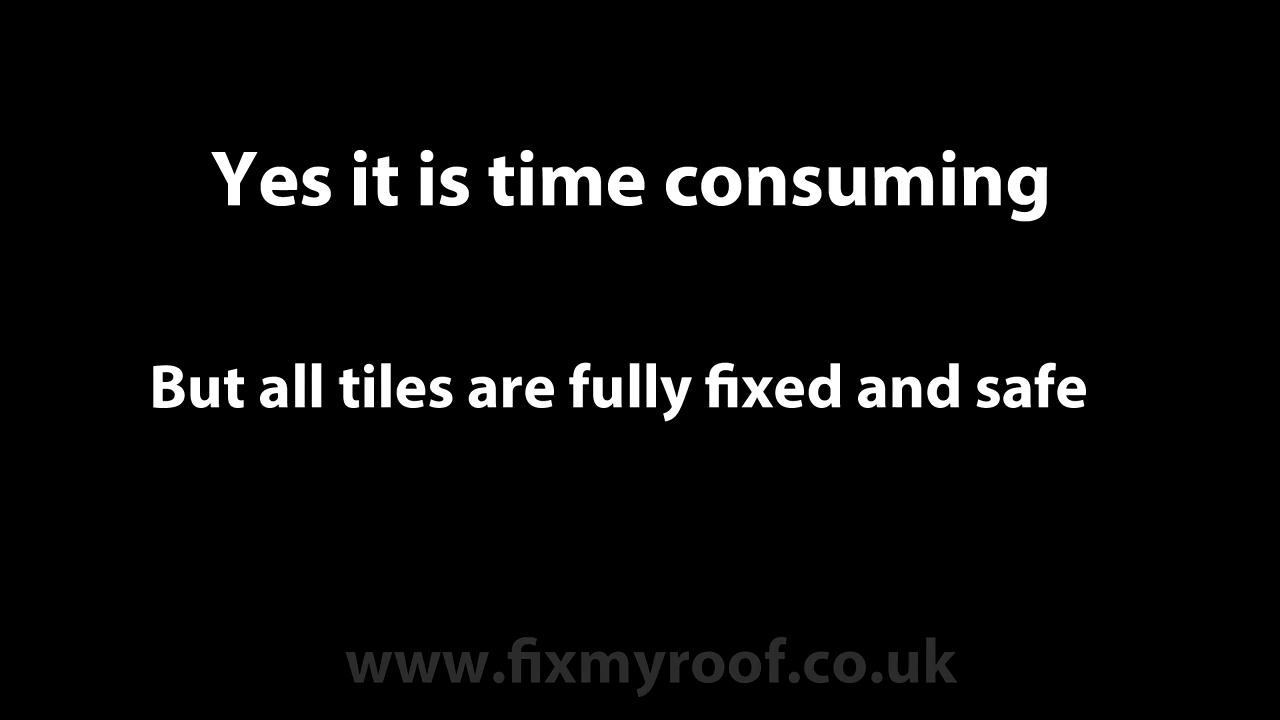 Yes it is time consuming
But all tiles are fully fixed and safe
www.fixmyroof.co.uk